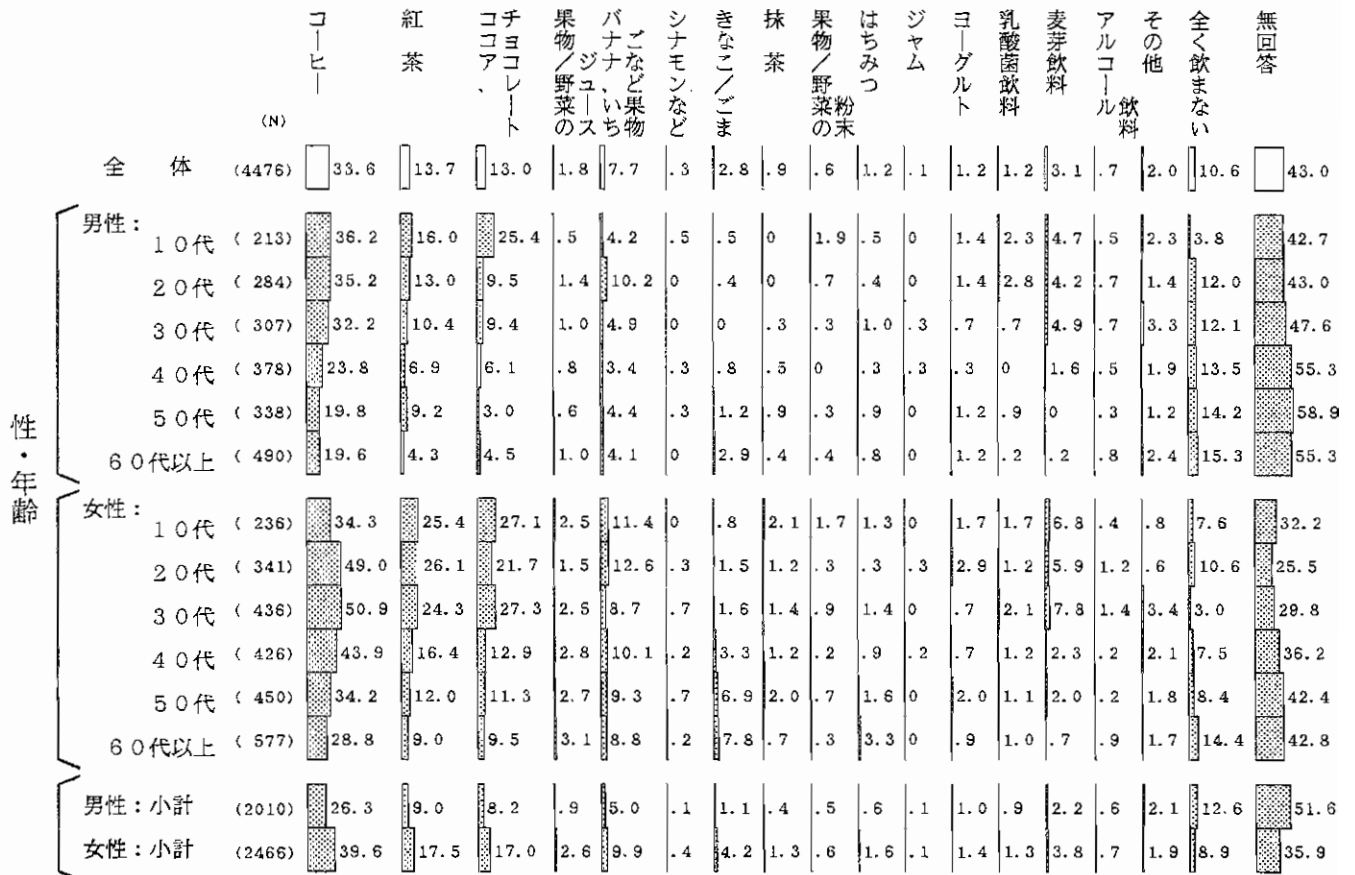 コーヒー 紅茶 ココア、チョコレート 果物/野菜のジュース バナナ、いちごなど果物 シナモンなど きなこ/ごま 抹茶 果物/野菜の粉末 はちみつ ジャム ヨーグルト 乳酸菌飲料 麦芽飲料 アルコール飲料 その他 全く飲まない 無回答
(N)
全体 (4476) 33.6 13.7 13.0 1.8 7.7 .3 2.8 .9 .6 1.2 .1 1.2 1.2 3.1 .7 2.0 10.6 43.0
性・年齢
男性:
10代 (213) 36.2 16.0 25.4 .5 4.2 .5 .5 0 1.9 .5 0 1.4 2.3 4.7 .5 2.3 3.8 42.7
20代 (284) 35.2 13.0 9.5 1.4 10.2 0 .4 0 .7 .4 0 1.4 2.8 4.2 .7 1.4 12.0 43.0
30代 (307) 32.2 10.4 9.4 1.0 4.9 0 0 .3 .3 1.0 .3 .7 .7 4.9 .7 3.3 12.1 47.6
40代 (378) 23.8 6.9 6.1 .8 3.4 .3 .8 .5 0 .3 .3 .3 0 1.6 .5 1.9 13.5 55.3
50代 (338) 19.8 9.2 3.0 .6 4.4 .3 1.2 .9 .3 .9 0 1.2 .9 0 .3 1.2 14.2 58.9
60代以上 (490) 19.6 4.3 4.5 1.0 4.1 0 2.9 .4 .4 .8 0 1.2 .2 .2 .8 2.4 15.3 55.3
女性:
10代 (236) 34.3 25.4 27.1 2.5 11.4 0 .8 2.1 1.7 1.3 0 1.7 1.7 6.8 .4 .8 7.6 32.2
20代 (341) 49.0 26.1 21.7 1.5 12.6 .3 1.5 1.2 .3 .3 .3 2.9 1.2 5.9 1.2 .6 10.6 25.5
30代 (436) 50.9 24.3 27.3 2.5 8.7 .7 1.6 1.4 .9 1.4 0 .7 2.1 7.8 1.4 3.4 3.0 29.8
40代 (426) 43.9 16.4 12.9 2.8 10.1 .2 3.3 1.2 .2 .9 .2 .7 1.2 2.3 .2 2.1 7.5 36.2
50代 (450) 34.2 12.0 11.3 2.7 9.3 .7 6.9 2.0 .7 1.6 0 2.0 1.1 2.0 .2 1.8 8.4 42.4
60代以上 (577) 28.8 9.0 9.5 3.1 8.8 .2 7.8 .7 .3 3.3 0 .9 1.0 .7 .9 1.7 14.4 42.8
男性:小計 (2010) 26.3 9.0 8.2 .9 5.0 .1 1.1 .4 .5 .6 .1 1.0 .9 2.2 .6 2.1 12.6 51.6
女性:小計 (2466) 39.6 17.5 17.0 2.6 9.9 .4 4.2 1.3 .6 1.6 .1 1.4 1.3 3.8 .7 1.9 8.9 35.9